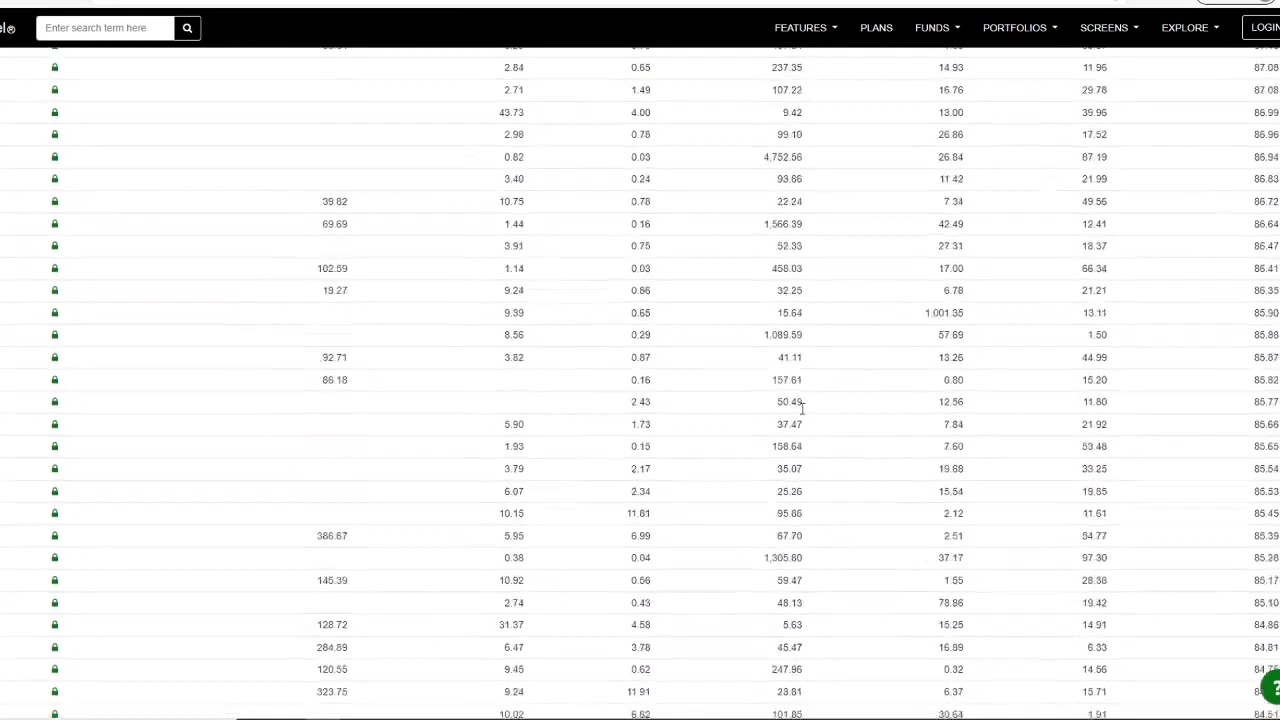 el®
Enter search term here
FEATURES PLANS FUNDS PORTFOLIOS SCREENS EXPLORE LOGIN
2.84 0.65 237.35 14.93 11.96 87.08
2.71 1.49 107.22 16.76 29.78 87.08
43.73 4.00 9.42 13.00 39.96 86.99
2.98 0.78 99.10 26.86 17.52 86.96
0.82 0.03 4,752.56 26.84 87.19 86.94
3.40 0.24 93.86 11.42 21.99 86.83
39.82 10.75 0.78 22.24 7.34 49.56 86.72
69.69 1.44 0.16 1,566.39 42.49 12.41 86.64
3.91 0.75 52.33 27.31 18.37 86.47
102.59 1.14 0.03 458.03 17.00 66.34 86.41
19.27 9.24 0.66 32.25 6.78 21.21 86.35
9.39 0.65 15.64 1,001.35 13.11 85.90
8.56 0.29 1,089.59 57.69 1.50 85.88
92.71 3.82 0.87 41.11 13.26 44.99 85.87
86.18 0.16 157.61 0.80 15.20 85.82
2.43 50.49 12.56 11.80 85.77
5.90 1.73 37.47 7.84 21.92 85.66
1.93 0.15 158.64 7.60 53.48 85.65
3.79 2.17 35.07 19.68 33.25 85.54
6.07 2.34 25.26 15.54 19.85 85.53
10.15 11.81 95.86 2.12 11.61 85.45
386.67 5.95 6.99 67.70 2.51 54.77 85.39
0.38 0.04 1,305.60 37.17 97.30 85.28
145.39 10.92 0.56 59.47 1.55 28.38 85.17
2.74 0.43 48.13 78.86 19.42 85.10
128.72 31.37 4.58 5.63 15.25 14.91 84.86
284.89 6.47 3.78 45.47 16.99 6.33 84.81
120.55 9.45 0.62 247.96 0.32 14.56
323.75 9.24 11.91 28.81 6.37 15.71
10.02 6.62 101.85 30.64 1.91 84.51